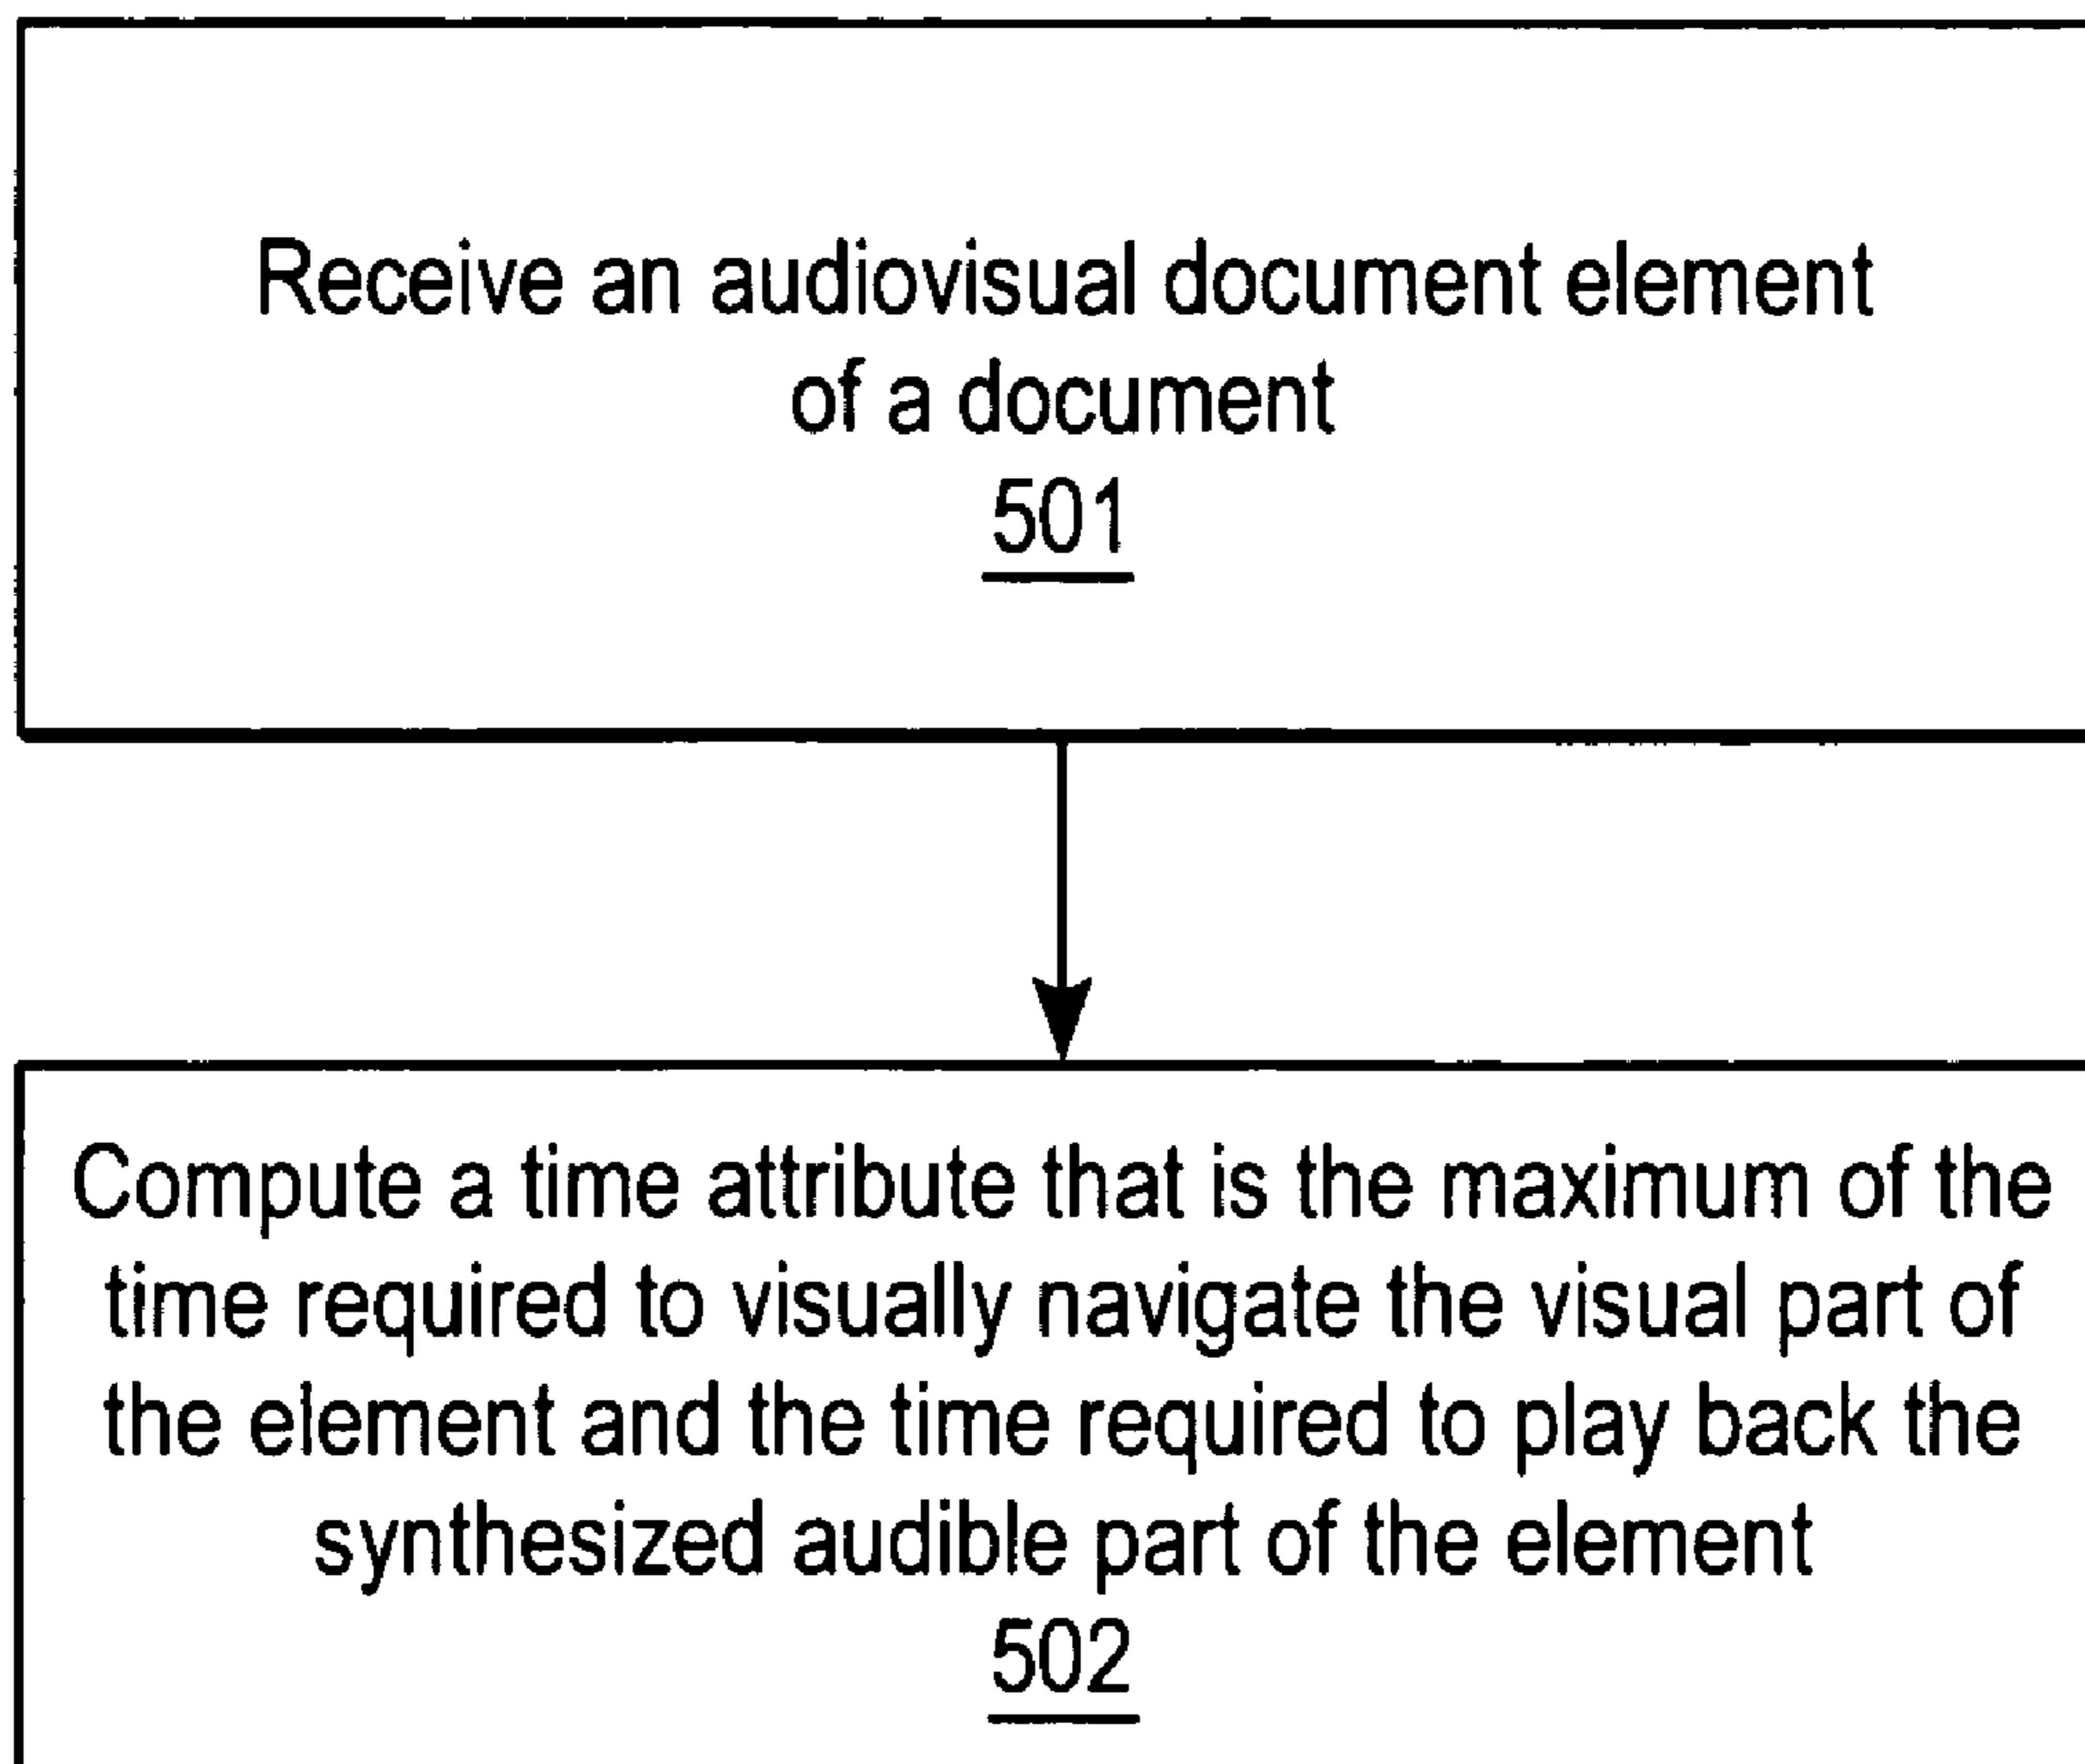 Receive an audiovisual document element
of a document
501
Compute a time attribute that is the maximum of the
time required to visually navigate the visual part of
the element and the time required to play back the
synthesized audible part of the element
502